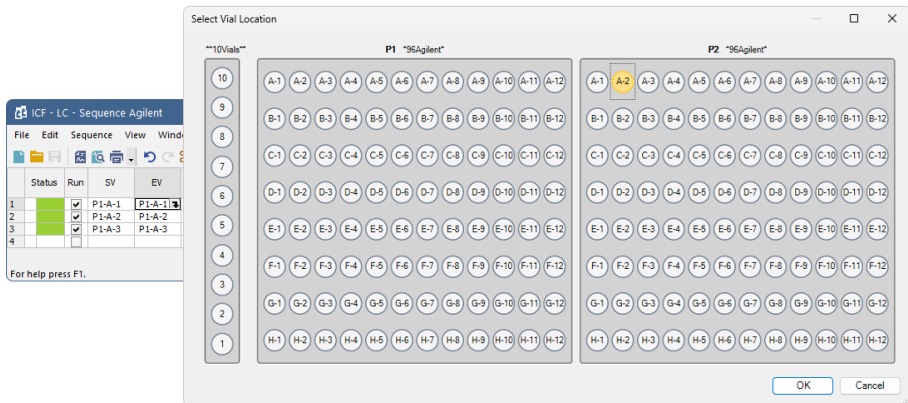 Select Vial Location
**10Vials**
P1 *96Agilent*
P2 *96Agilent*
10
9
8
7
6
5
4
3
2
1
A-1 A-2 A-3 A-4 A-5 A-6 A-7 A-8 A-9 A-10 A-11 A-12
B-1 B-2 B-3 B-4 B-5 B-6 B-7 B-8 B-9 B-10 B-11 B-12
C-1 C-2 C-3 C-4 C-5 C-6 C-7 C-8 C-9 C-10 C-11 C-12
D-1 D-2 D-3 D-4 D-5 D-6 D-7 D-8 D-9 D-10 D-11 D-12
E-1 E-2 E-3 E-4 E-5 E-6 E-7 E-8 E-9 E-10 E-11 E-12
F-1 F-2 F-3 F-4 F-5 F-6 F-7 F-8 F-9 F-10 F-11 F-12
G-1 G-2 G-3 G-4 G-5 G-6 G-7 G-8 G-9 G-10 G-11 G-12
H-1 H-2 H-3 H-4 H-5 H-6 H-7 H-8 H-9 H-10 H-11 H-12
A-1 A-2 A-3 A-4 A-5 A-6 A-7 A-8 A-9 A-10 A-11 A-12
B-1 B-2 B-3 B-4 B-5 B-6 B-7 B-8 B-9 B-10 B-11 B-12
C-1 C-2 C-3 C-4 C-5 C-6 C-7 C-8 C-9 C-10 C-11 C-12
D-1 D-2 D-3 D-4 D-5 D-6 D-7 D-8 D-9 D-10 D-11 D-12
E-1 E-2 E-3 E-4 E-5 E-6 E-7 E-8 E-9 E-10 E-11 E-12
F-1 F-2 F-3 F-4 F-5 F-6 F-7 F-8 F-9 F-10 F-11 F-12
G-1 G-2 G-3 G-4 G-5 G-6 G-7 G-8 G-9 G-10 G-11 G-12
H-1 H-2 H-3 H-4 H-5 H-6 H-7 H-8 H-9 H-10 H-11 H-12
OK Cancel
ICF - LC - Sequence Agilent
File Edit Sequence View Wind
Status Run SV EV
1 P1-A-1 P1-A-1
2 P1-A-2 P1-A-2
3 P1-A-3 P1-A-3
4
For help press F1.